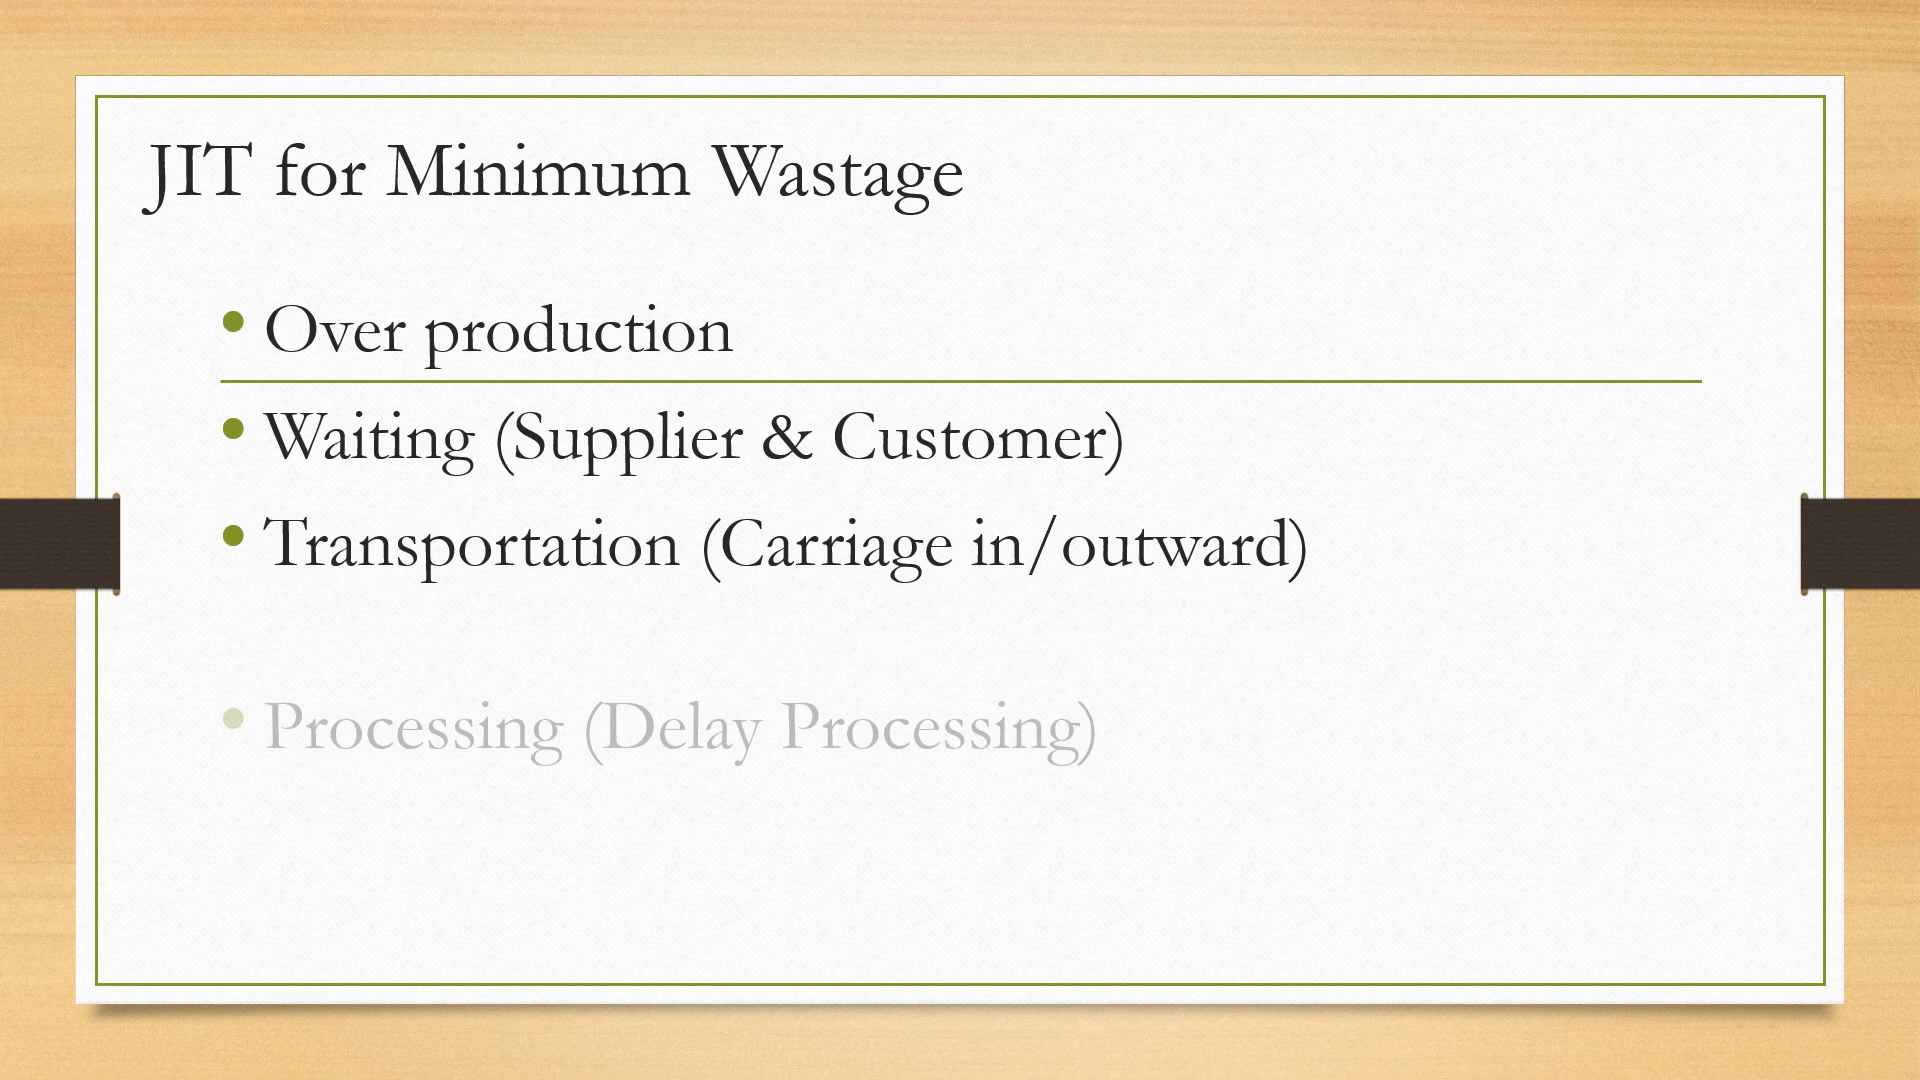 JIT for Minimum Wastage
• Over production
• Waiting (Supplier & Customer)
• Transportation (Carriage in/outward)
• Processing (Delay Processing)